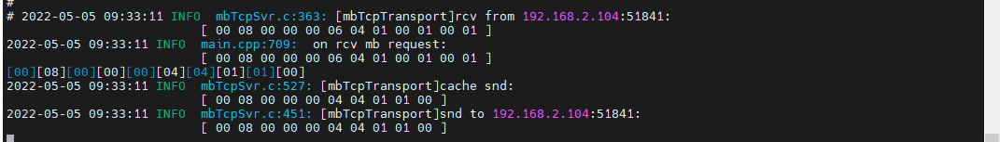 #
# 2022-05-05 09:33:11 INFO  mbTcpSvr.c:363: [mbTcpTransport]rcv from 192.168.2.104:51841:
[ 00 08 00 00 00 06 04 01 00 01 00 01 ]
2022-05-05 09:33:11 INFO  main.cpp:709:  on rcv mb request:
[ 00 08 00 00 00 06 04 01 00 01 00 01 ]
[00][08][00][00][00][04][04][01][01][00]
2022-05-05 09:33:11 INFO  mbTcpSvr.c:527: [mbTcpTransport]cache snd:
[ 00 08 00 00 00 04 04 01 01 00 ]
2022-05-05 09:33:11 INFO  mbTcpSvr.c:451: [mbTcpTransport]snd to 192.168.2.104:51841:
[ 00 08 00 00 00 04 04 01 01 00 ]